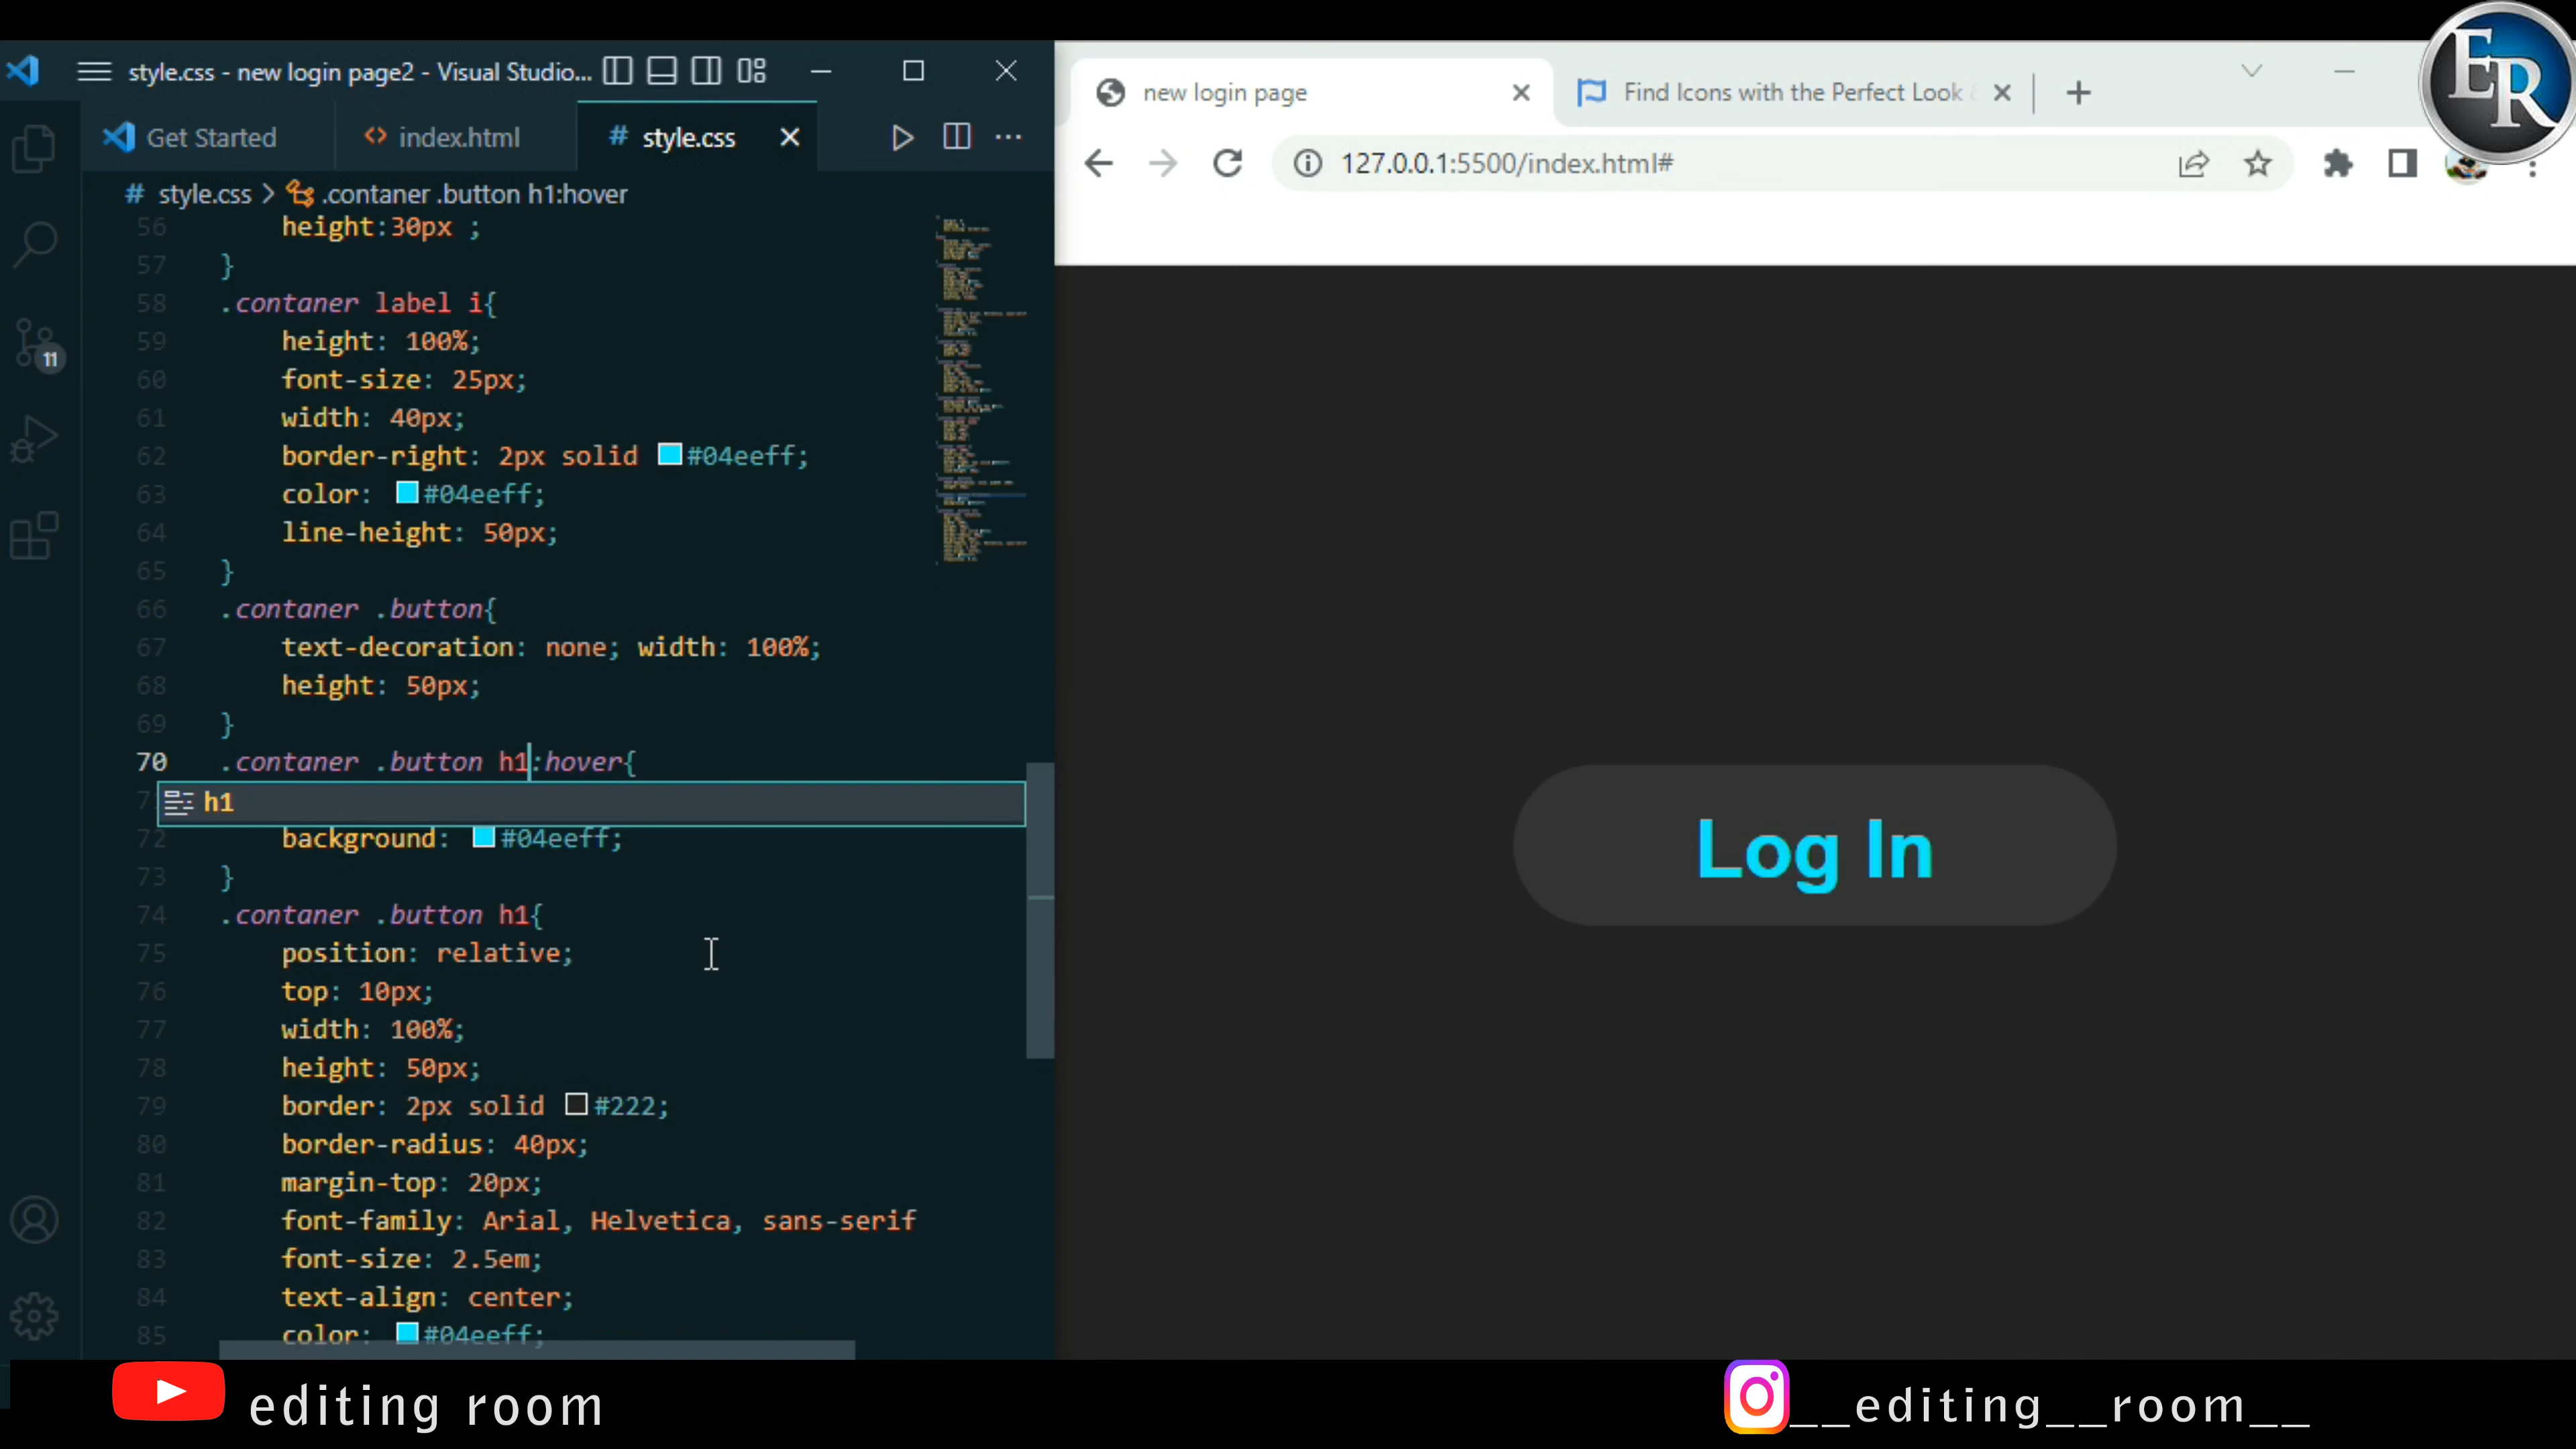 style.css - new login page2 - Visual Studio...
Get Started
index.html
# style.css
# style.css > .contaner .button h1:hover
56 height:30px ;
57 }
58 .contaner label i{
59 height: 100%;
60 font-size: 25px;
61 width: 40px;
62 border-right: 2px solid #04eeff;
63 color: #04eeff;
64 line-height: 50px;
65 }
66 .contaner .button{
67 text-decoration: none; width: 100%;
68 height: 50px;
69 }
70 .contaner .button h1:hover{
h1
72 background: #04eeff;
73 }
74 .contaner .button h1{
75 position: relative;
76 top: 10px;
77 width: 100%;
78 height: 50px;
79 border: 2px solid #222;
80 border-radius: 40px;
81 margin-top: 20px;
82 font-family: Arial, Helvetica, sans-serif
83 font-size: 2.5em;
84 text-align: center;
85 color: #04eeff;
11
new login page
Find Icons with the Perfect Look
127.0.0.1:5500/index.html#
ER
Log In
editing room
__editing__room__